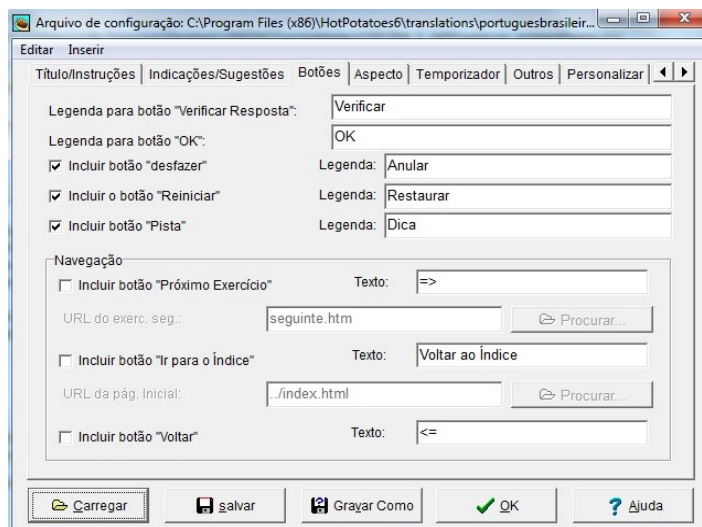 Arquivo de configuração: C:\Program Files (x86)\HotPotatoes6\translations\portuguesbrasileir...
Editar Inserir
Título/Instruções Indicações/Sugestões Botões Aspecto Temporizador Outros Personalizar
Legenda para botão "Verificar Resposta": Verificar
Legenda para botão "OK": OK
Incluir botão "desfazer" Legenda: Anular
Incluir o botão "Reiniciar" Legenda: Restaurar
Incluir botão "Pista" Legenda: Dica
Navegação
Incluir botão "Próximo Exercício" Texto: =>
URL do exerc. seg.: seguinte.htm Procurar...
Incluir botão "Ir para o Índice" Texto: Voltar ao Índice
URL da pág. Inicial: ../index.html Procurar...
Incluir botão "Voltar" Texto: <=
Carregar salvar Gravar Como OK Ajuda